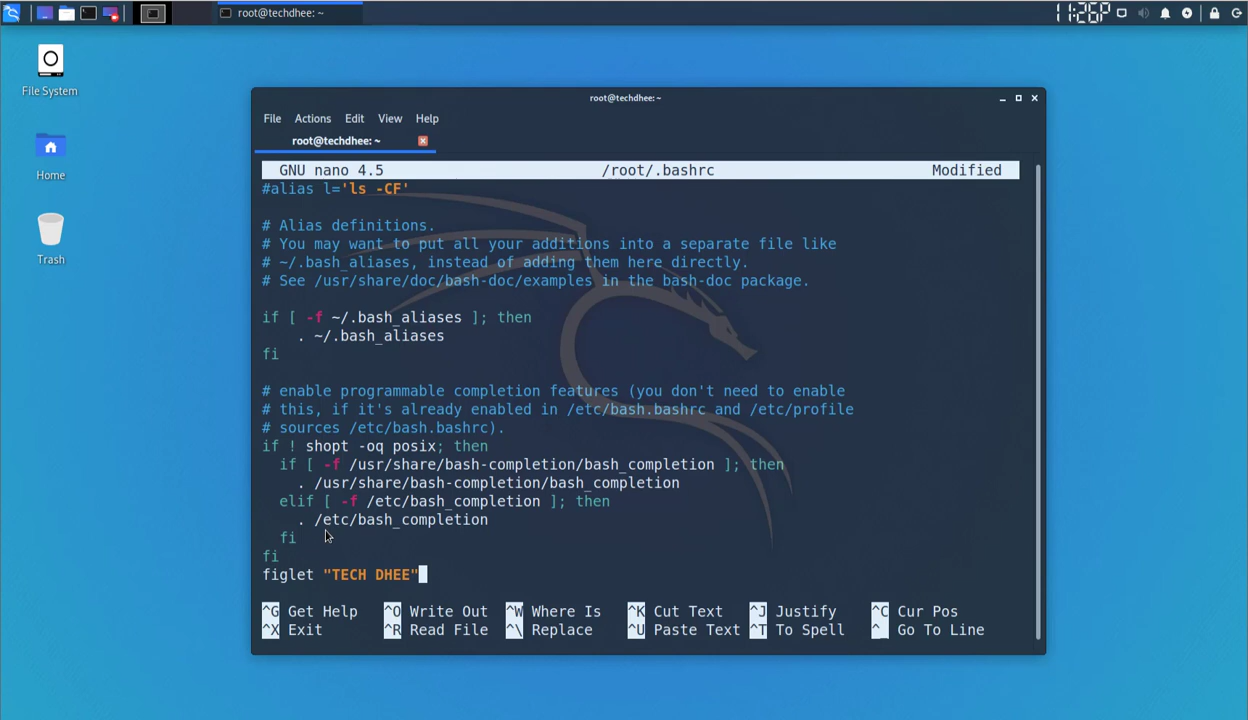 root@techdhee: ~
11:26P
File System
Home
Trash
root@techdhee:~
File Actions Edit View Help
root@techdhee: ~
GNU nano 4.5 /root/.bashrc Modified
#alias l='ls -CF'
# Alias definitions.
# You may want to put all your additions into a separate file like
# ~/.bash_aliases, instead of adding them here directly.
# See /usr/share/doc/bash-doc/examples in the bash-doc package.
if [ -f ~/.bash_aliases ]; then
. ~/.bash_aliases
fi
# enable programmable completion features (you don't need to enable
# this, if it's already enabled in /etc/bash.bashrc and /etc/profile
# sources /etc/bash.bashrc).
if ! shopt -oq posix; then
if [ -f /usr/share/bash-completion/bash_completion ]; then
. /usr/share/bash-completion/bash_completion
elif [ -f /etc/bash_completion ]; then
. /etc/bash_completion
fi
fi
figlet "TECH DHEE"
^G Get Help ^O Write Out ^W Where Is ^K Cut Text ^J Justify ^C Cur Pos
^X Exit ^R Read File ^\ Replace ^U Paste Text ^T To Spell ^_ Go To Line